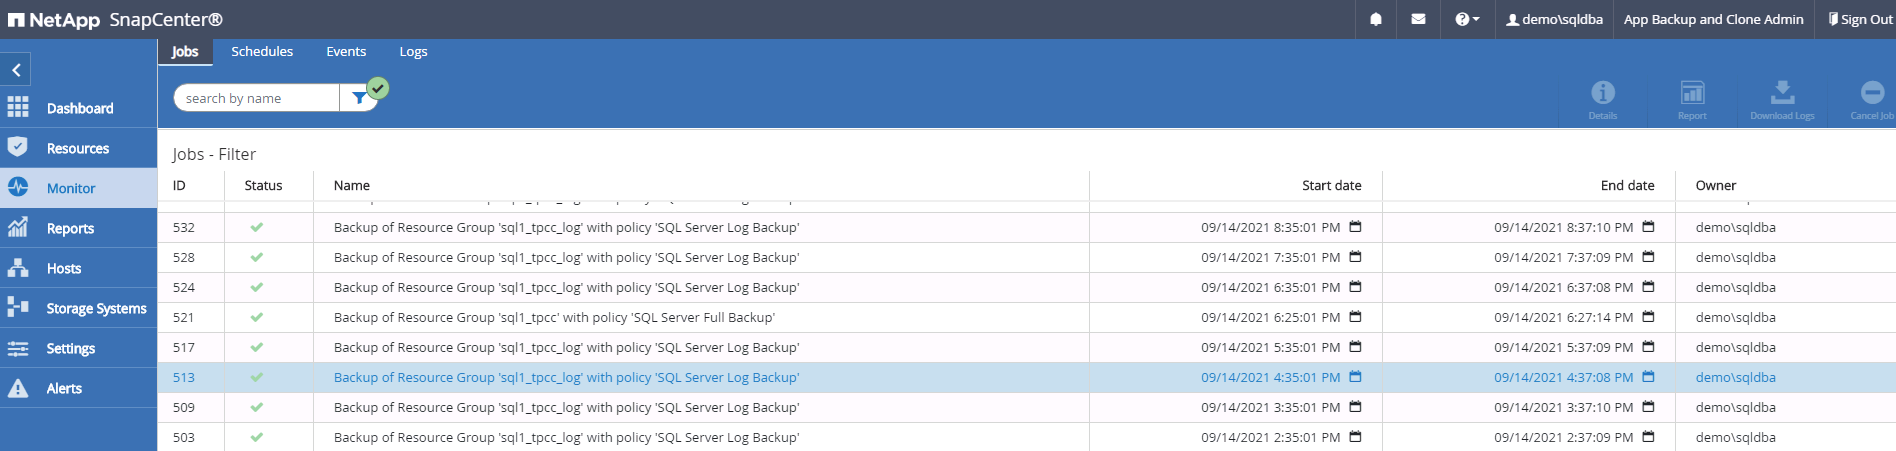 NetApp SnapCenter® demo\sqldba App Backup and Clone Admin Sign Out
Jobs Schedules Events Logs
search by name
Details Report Download Logs Cancel Job
Dashboard
Resources
Monitor
Reports
Hosts
Storage Systems
Settings
Alerts
Jobs - Filter
ID Status Name Start date End date Owner
532 Backup of Resource Group 'sql1_tpcc_log' with policy 'SQL Server Log Backup' 09/14/2021 8:35:01 PM 09/14/2021 8:37:10 PM demo\sqldba
528 Backup of Resource Group 'sql1_tpcc_log' with policy 'SQL Server Log Backup' 09/14/2021 7:35:01 PM 09/14/2021 7:37:09 PM demo\sqldba
524 Backup of Resource Group 'sql1_tpcc_log' with policy 'SQL Server Log Backup' 09/14/2021 6:35:01 PM 09/14/2021 6:37:08 PM demo\sqldba
521 Backup of Resource Group 'sql1_tpcc' with policy 'SQL Server Full Backup' 09/14/2021 6:25:01 PM 09/14/2021 6:27:14 PM demo\sqldba
517 Backup of Resource Group 'sql1_tpcc_log' with policy 'SQL Server Log Backup' 09/14/2021 5:35:01 PM 09/14/2021 5:37:09 PM demo\sqldba
513 Backup of Resource Group 'sql1_tpcc_log' with policy 'SQL Server Log Backup' 09/14/2021 4:35:01 PM 09/14/2021 4:37:08 PM demo\sqldba
509 Backup of Resource Group 'sql1_tpcc_log' with policy 'SQL Server Log Backup' 09/14/2021 3:35:01 PM 09/14/2021 3:37:10 PM demo\sqldba
503 Backup of Resource Group 'sql1_tpcc_log' with policy 'SQL Server Log Backup' 09/14/2021 2:35:01 PM 09/14/2021 2:37:09 PM demo\sqldba